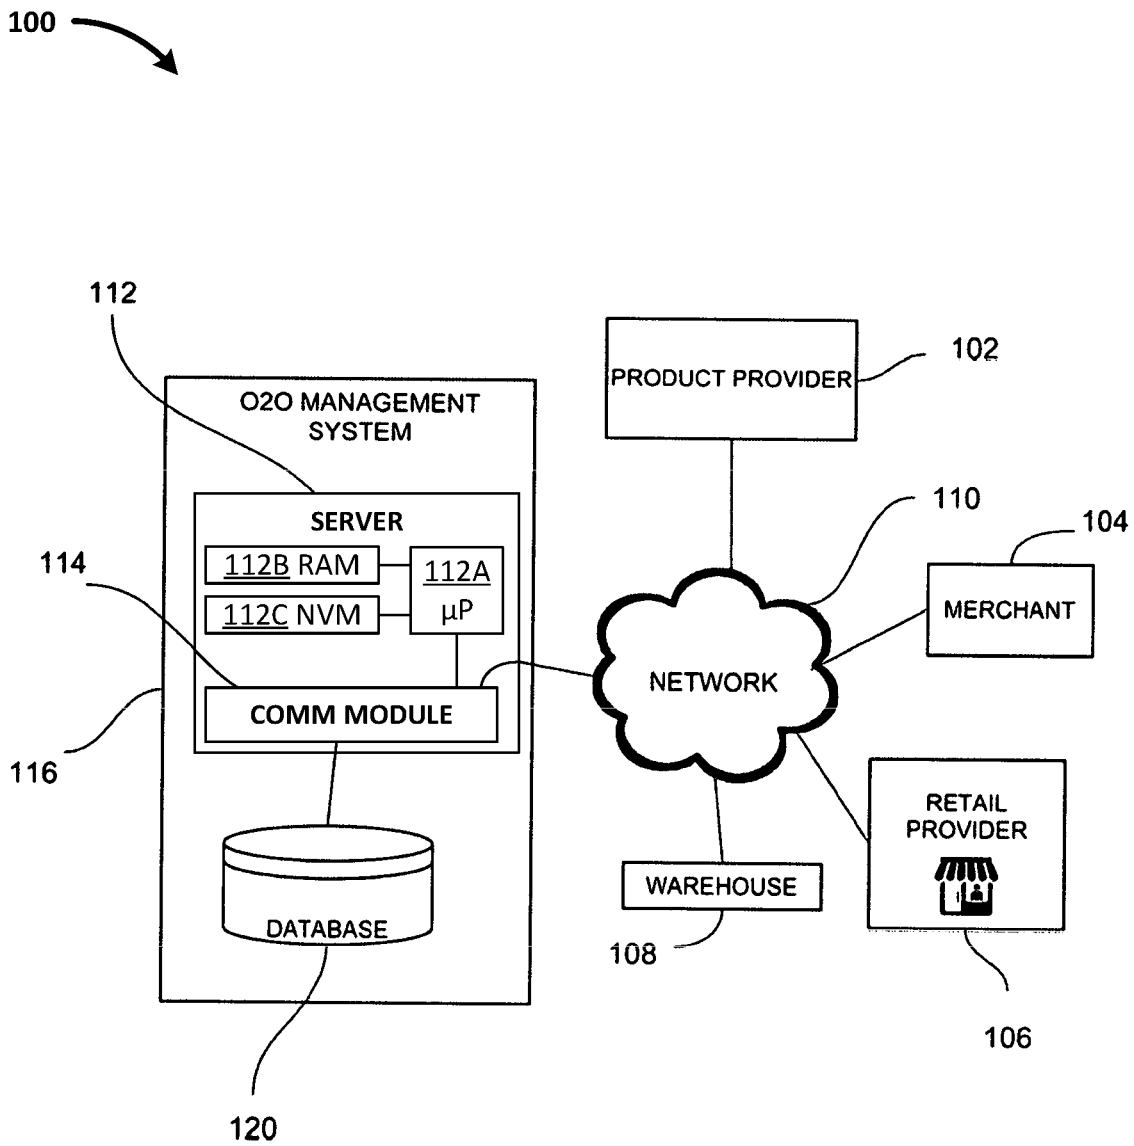 100
112
O2O MANAGEMENT
SYSTEM
SERVER
112B RAM
112A
µP
112C NVM
114
COMM MODULE
116
DATABASE
120
PRODUCT PROVIDER
102
110
104
MERCHANT
NETWORK
RETAIL
PROVIDER
WAREHOUSE
108
106